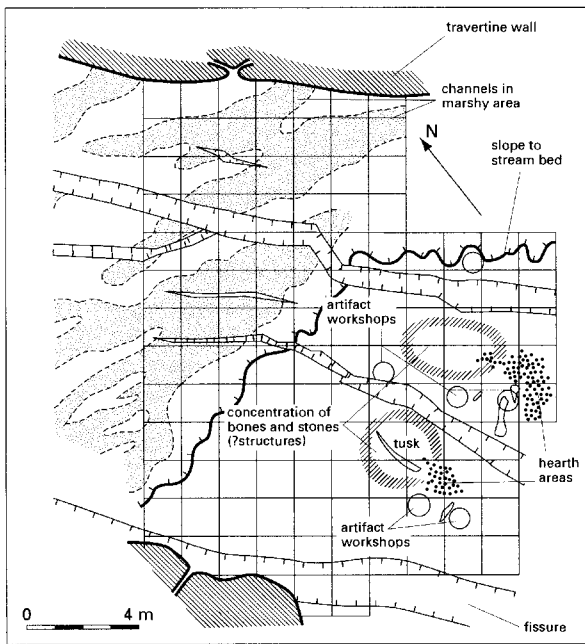 travertine wall
channels in
marshy area
N
slope to
stream bed
artifact
workshops
concentration of
bones and stones
(?structures)
tusk
hearth
areas
artifact
workshops
0 4 m
fissure